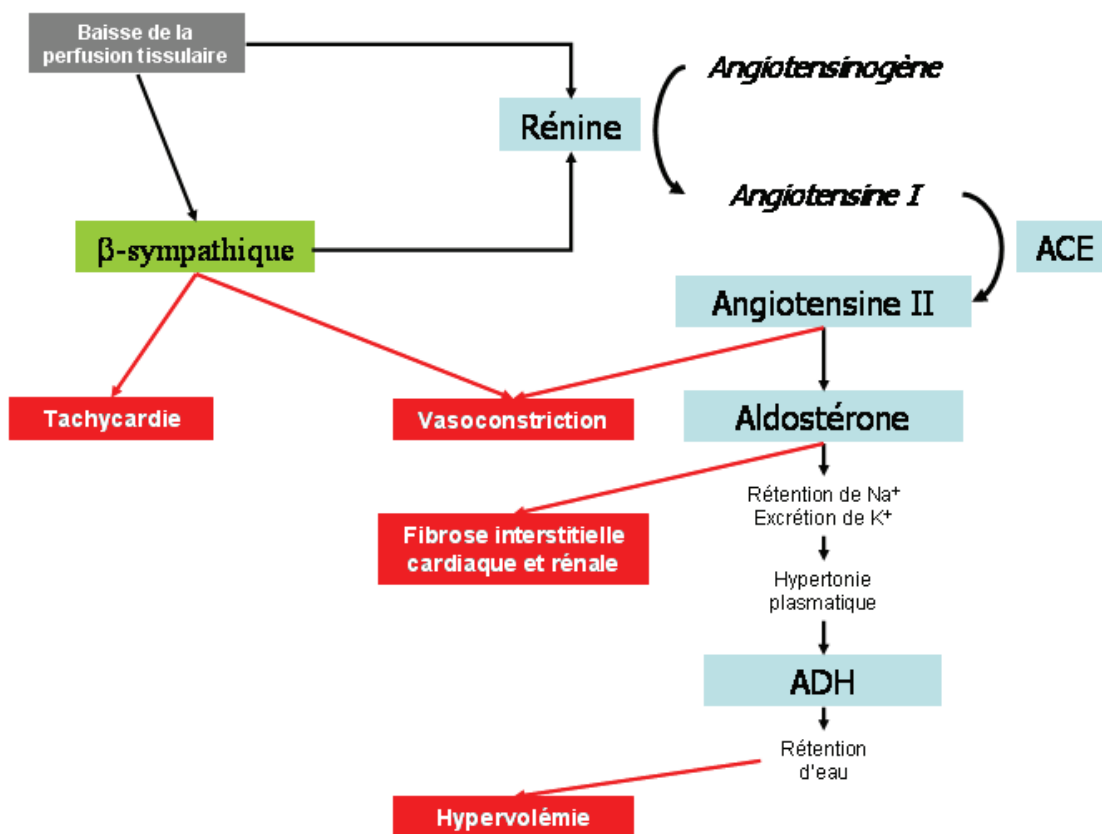 Baisse de la
perfusion tissulaire
Angiotensinogène
Rénine
Angiotensine I
β-sympathique
ACE
Angiotensine II
Tachycardie
Vasoconstriction
Aldostérone
Rétention de Na⁺
Excrétion de K⁺
Fibrose interstitielle
cardiaque et rénale
Hypertonie
plasmatique
ADH
Rétention
d'eau
Hypervolémie